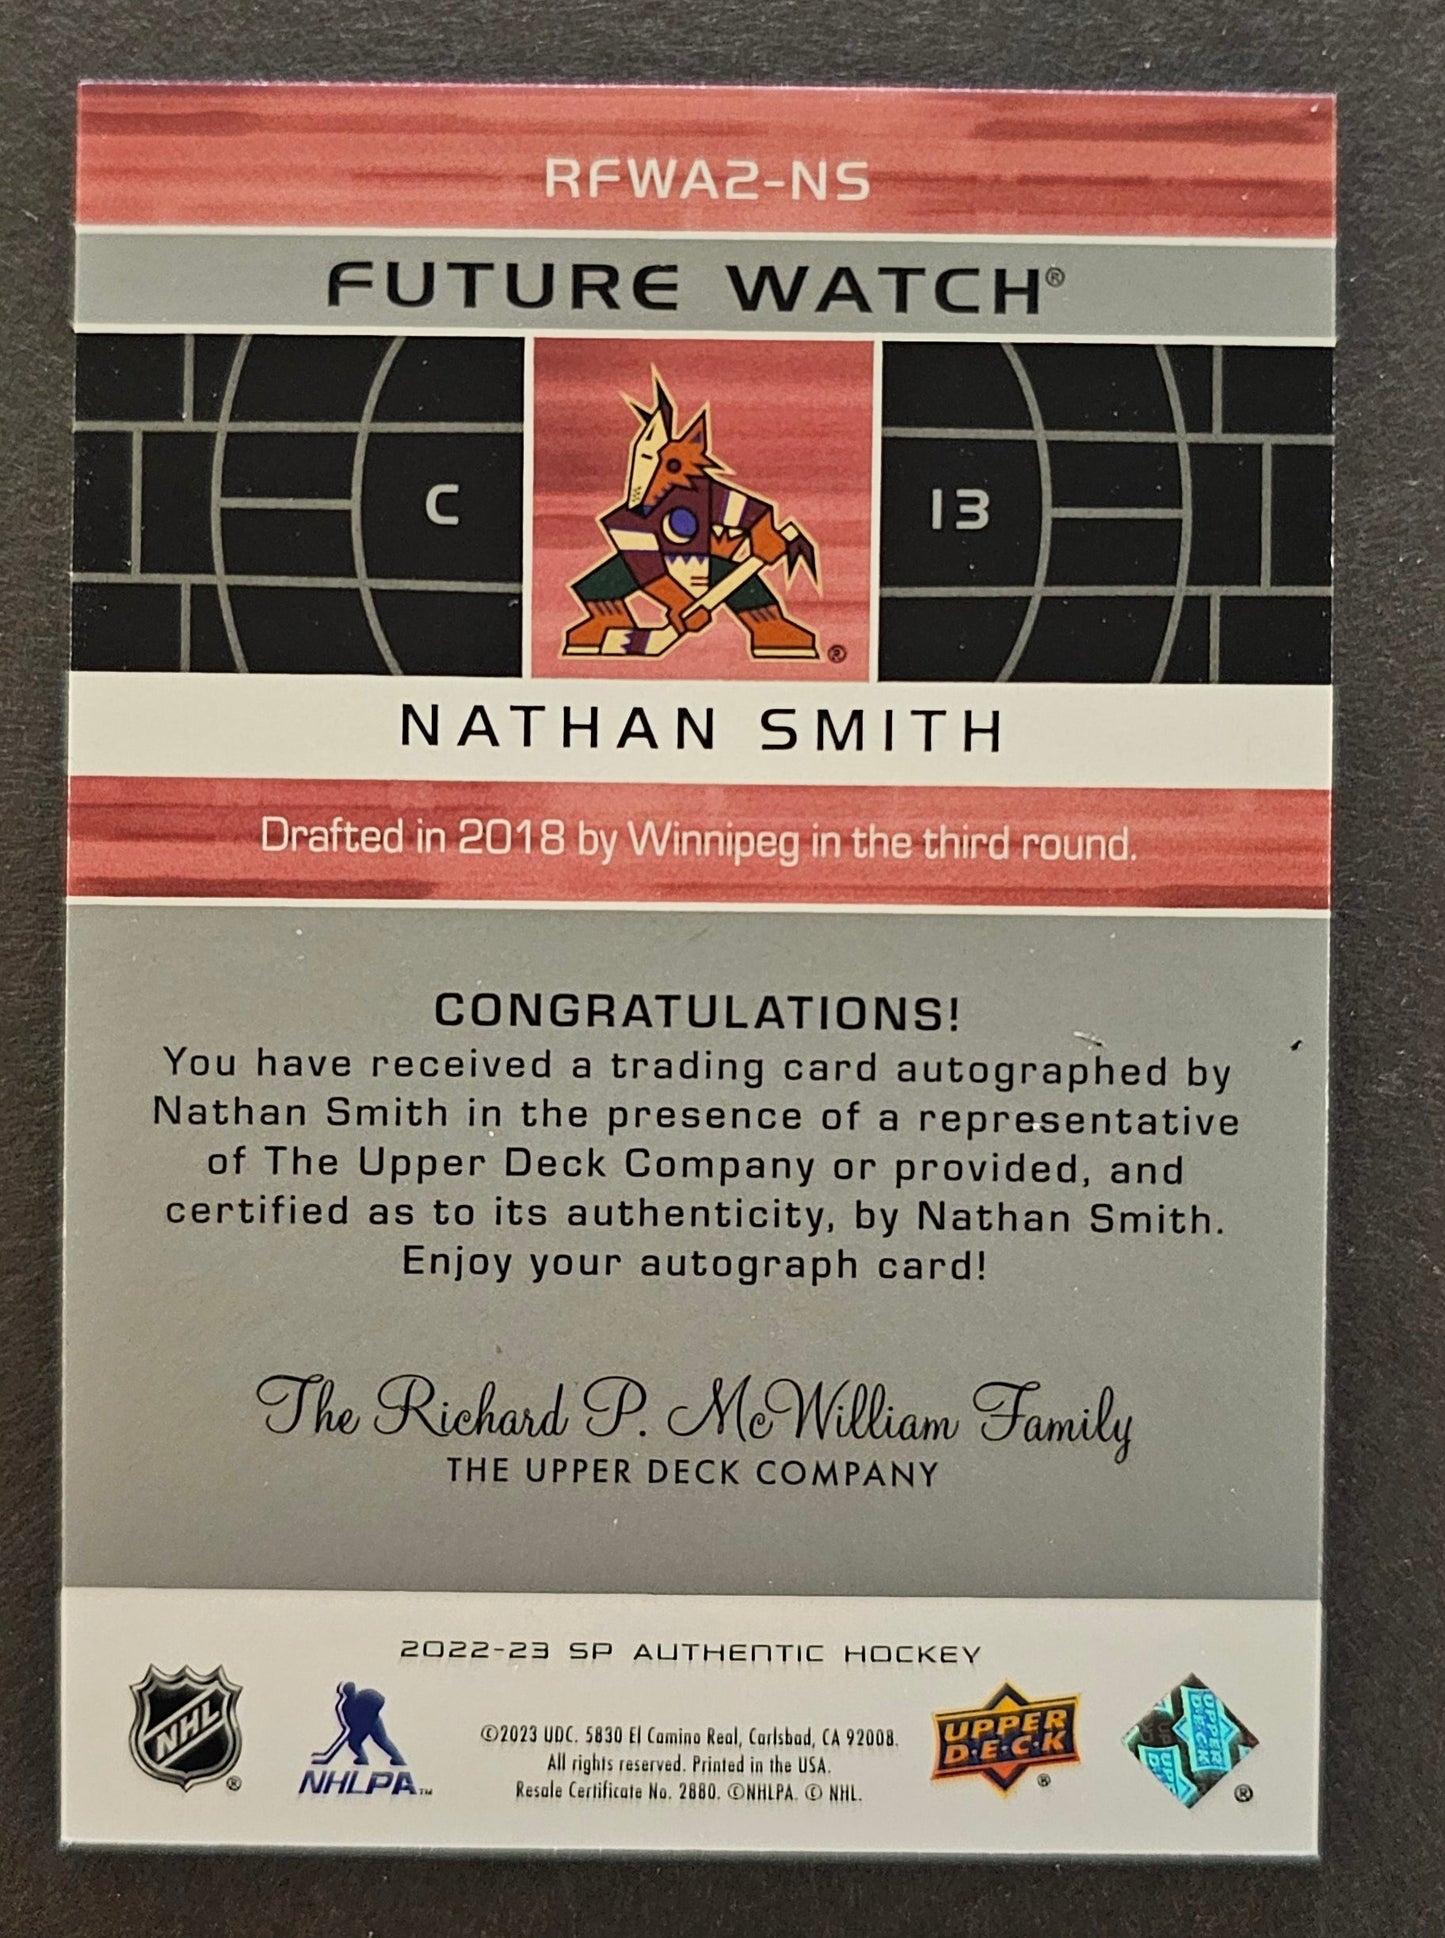 RFWA2-NS
FUTURE WATCH®
C
13
®
NATHAN SMITH
Drafted in 2018 by Winnipeg in the third round.
CONGRATULATIONS!
You have received a trading card autographed by
Nathan Smith in the presence of a representative
of The Upper Deck Company or provided, and
certified as to its authenticity, by Nathan Smith.
Enjoy your autograph card!
The Richard P. McWilliam Family
THE UPPER DECK COMPANY
2022-23 SP AUTHENTIC HOCKEY
NHL ®
NHLPA™
©2023 UDC. 5830 El Camino Real, Carlsbad, CA 92008.
All rights reserved. Printed in the USA.
Resale Certificate No. 2880. ©NHLPA. © NHL.
UPPER
D·E·C·K ®
UPPER
DECK
®